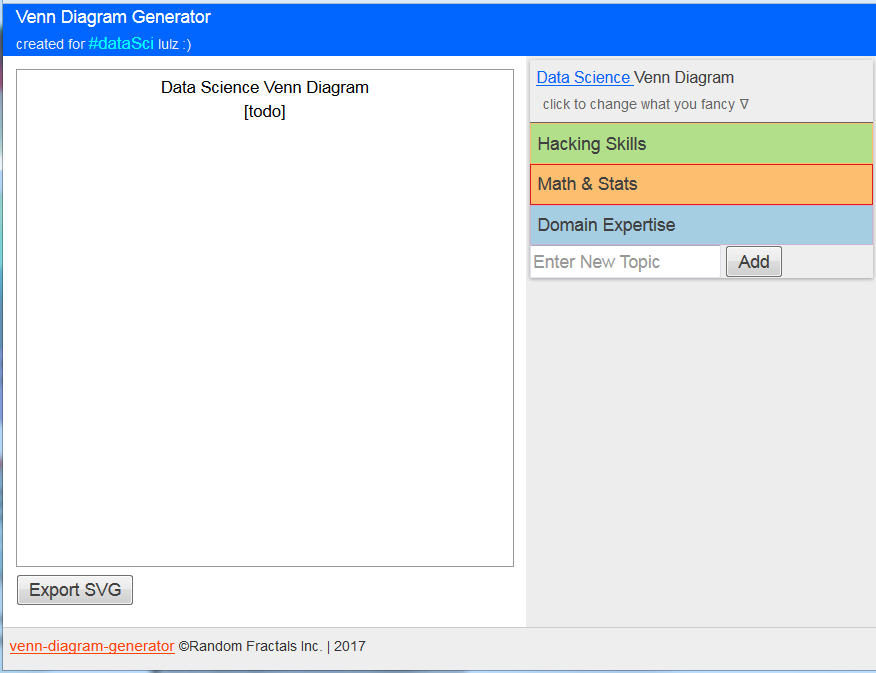 Venn Diagram Generator
created for #dataSci lulz :)
Data Science Venn Diagram
[todo]
Export SVG
Data Science Venn Diagram
click to change what you fancy ∇
Hacking Skills
Math & Stats
Domain Expertise
Enter New Topic Add
venn-diagram-generator ©Random Fractals Inc. | 2017